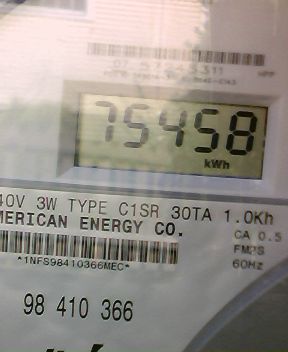 75458
kWh
40V 3W TYPE C1SR 30TA 1.0Kh
MERICAN ENERGY CO.
CA 0.5
FM2S
60Hz
*1NFS98410366MEC*
98 410 366